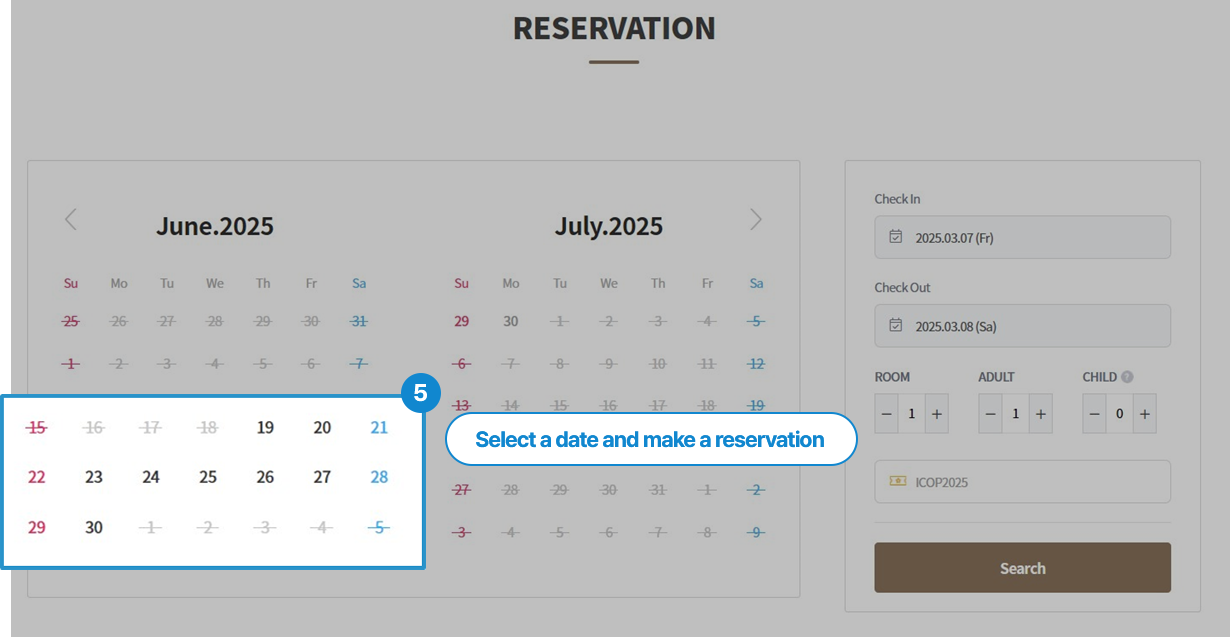 RESERVATION
June.2025
Su Mo Tu We Th Fr Sa
25 26 27 28 29 30 31
1 2 3 4 5 6 7
15 16 17 18 19 20 21
22 23 24 25 26 27 28
29 30 1 2 3 4 5
5
Select a date and make a reservation
July.2025
Su Mo Tu We Th Fr Sa
29 30 1 2 3 4 5
6 7 8 9 10 11 12
13 14 15 16 17 18 19
27 28 29 30 31 1 2
3 4 5 6 7 8 9
Check In
2025.03.07 (Fr)
Check Out
2025.03.08 (Sa)
ROOM ADULT CHILD ?
− 1 + − 1 + − 0 +
ICOP2025
Search